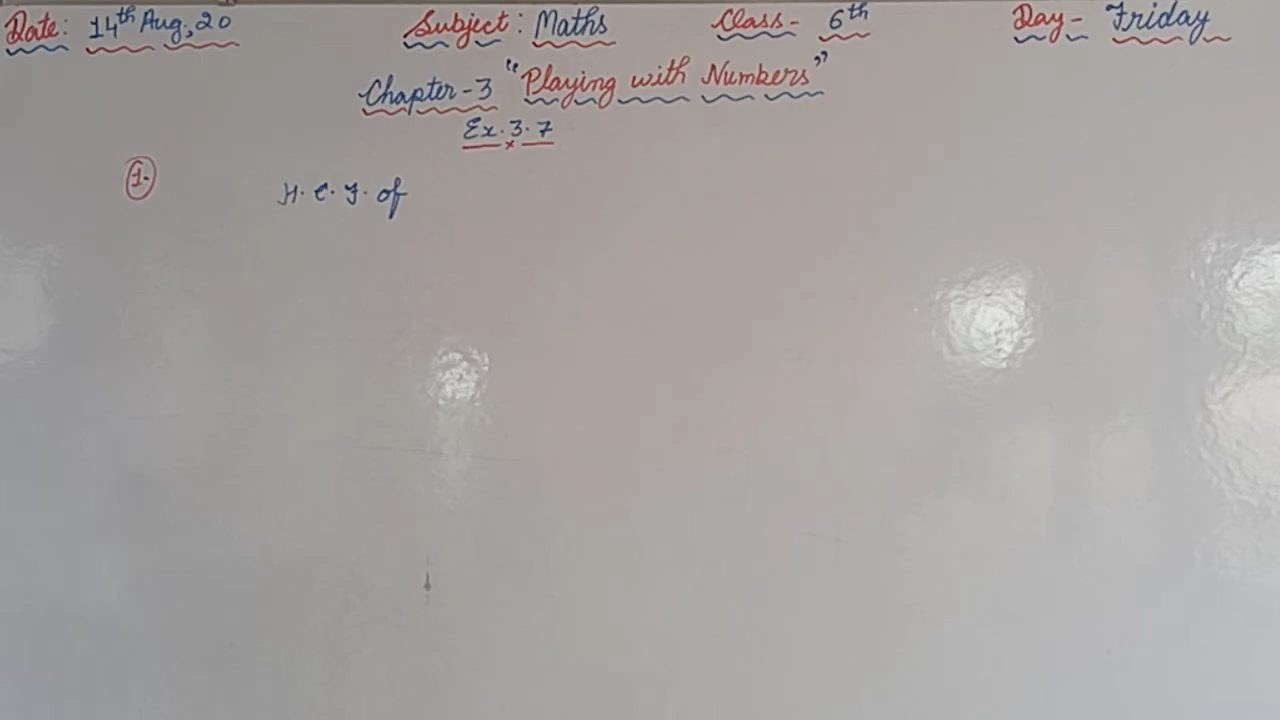 Date: 14th Aug,20 Subject: Maths Class- 6th Day- Friday
Chapter-3 "Playing with Numbers"
Ex. 3.7
1. H.C.F. of